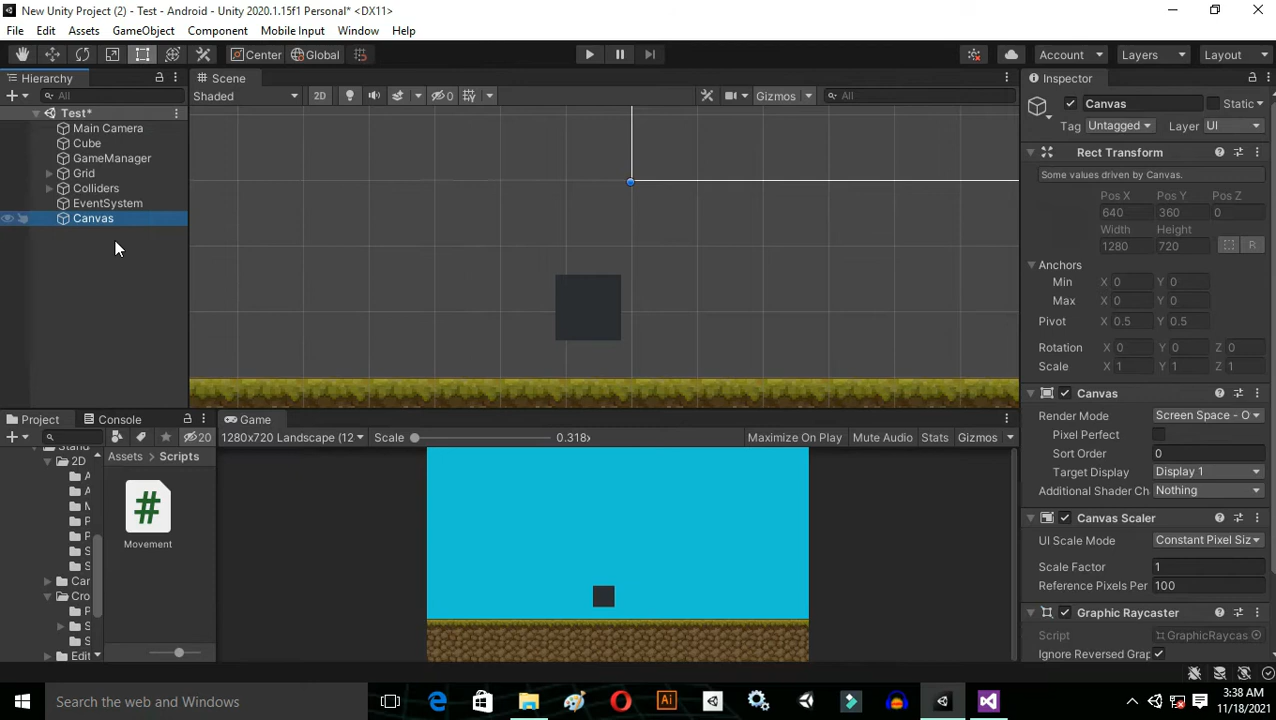 New Unity Project (2) - Test - Android - Unity 2020.1.15f1 Personal* <DX11>
File Edit Assets GameObject Component Mobile Input Window Help
Center Global Account Layers Layout
Hierarchy
All
Test*
Main Camera
Cube
GameManager
Grid
Colliders
EventSystem
Canvas
Scene
Shaded 2D 0 Gizmos All
Inspector
Canvas Static
Tag Untagged Layer UI
Rect Transform
Some values driven by Canvas.
Pos X Pos Y Pos Z
640 360 0
Width Height
1280 720 R
Anchors
Min X 0 Y 0
Max X 0 Y 0
Pivot X 0.5 Y 0.5
Rotation X 0 Y 0 Z 0
Scale X 1 Y 1 Z 1
Canvas
Render Mode Screen Space - O
Pixel Perfect
Sort Order 0
Target Display Display 1
Additional Shader Ch Nothing
Canvas Scaler
UI Scale Mode Constant Pixel Siz
Scale Factor 1
Reference Pixels Per 100
Graphic Raycaster
Script GraphicRaycas
Ignore Reversed Grap
Project Console
20
Assets Scripts
2D
A
A
M
P
P
S
S
Car
Cro
P
S
S
Edit
#
Movement
Game
1280x720 Landscape (12 Scale 0.318x Maximize On Play Mute Audio Stats Gizmos
Search the web and Windows
Ai
3:38 AM
11/18/2021